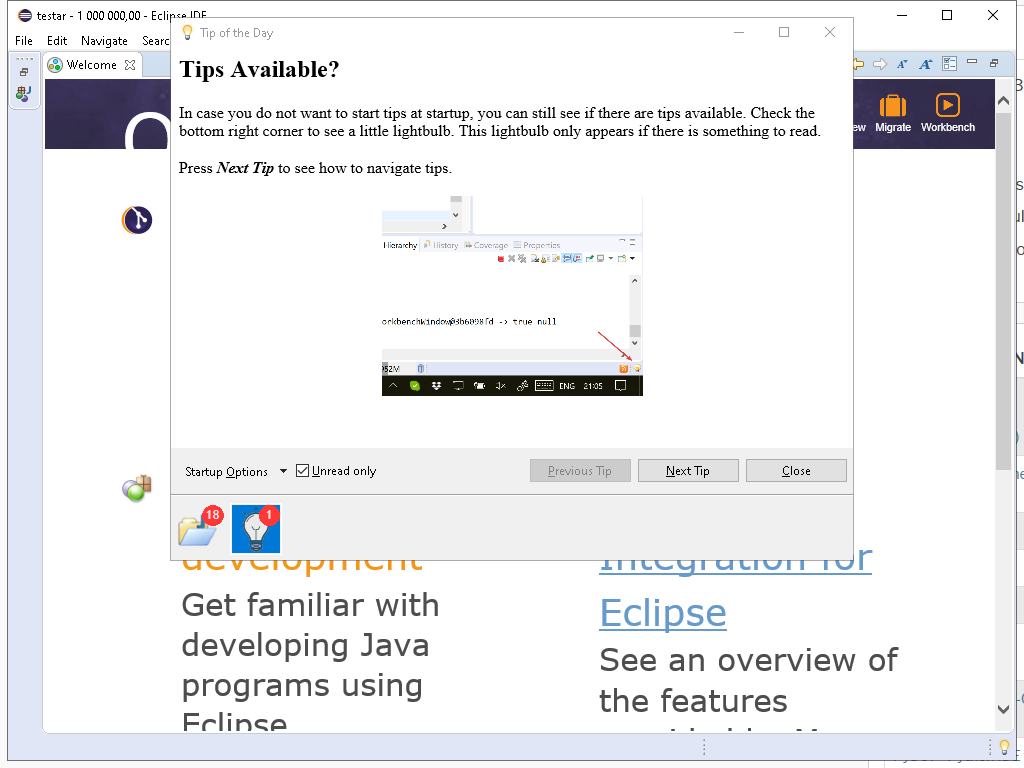 testar - 1 000 000,00 - Eclipse IDE
File Edit Navigate Searc
Tip of the Day
Welcome
Tips Available?
In case you do not want to start tips at startup, you can still see if there are tips available. Check the
bottom right corner to see a little lightbulb. This lightbulb only appears if there is something to read.
Press Next Tip to see how to navigate tips.
ew Migrate Workbench
Hierarchy History Coverage Properties
orkbenchWindow@3b6098fd -> true null
952M
ENG 21:05
Startup Options Unread only Previous Tip Next Tip Close
18 1
development
Get familiar with
developing Java
programs using
Eclipse
Integration for
Eclipse
See an overview of
the features